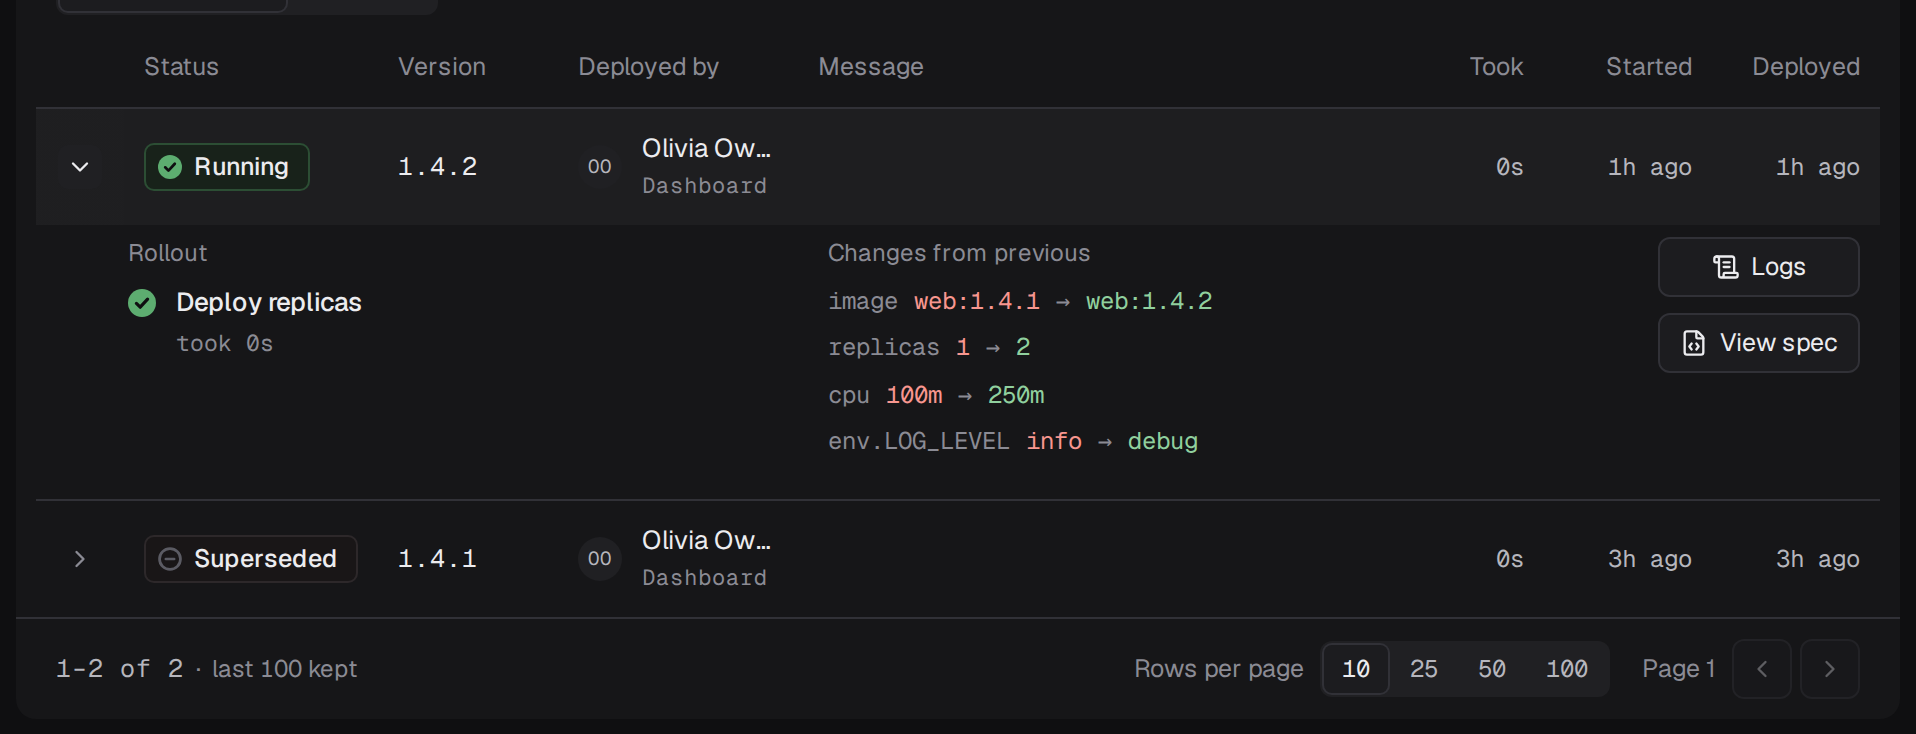 Status Version Deployed by Message Took Started Deployed
Running 1.4.2 OO Olivia Ow... 0s 1h ago 1h ago
Dashboard
Rollout
Deploy replicas
took 0s
Changes from previous
image web:1.4.1 → web:1.4.2
replicas 1 → 2
cpu 100m → 250m
env.LOG_LEVEL info → debug
Logs
View spec
Superseded 1.4.1 OO Olivia Ow... 0s 3h ago 3h ago
Dashboard
1-2 of 2 · last 100 kept Rows per page 10 25 50 100 Page 1